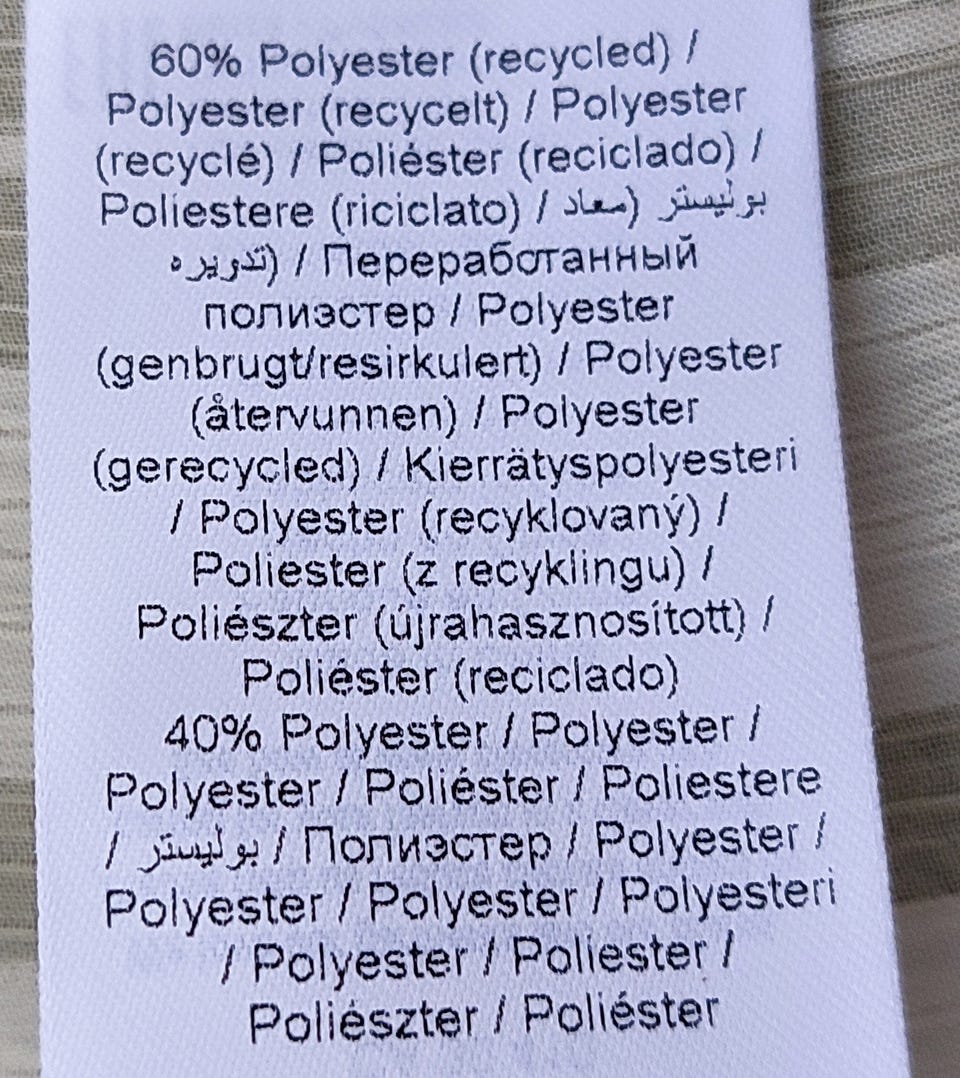 60% Polyester (recycled) /
Polyester (recycelt) / Polyester
(recyclé) / Poliéster (reciclado) /
Poliestere (riciclato) / بوليستر (معاد
تدويره) / Переработанный
полиэстер / Polyester
(genbrugt/resirkulert) / Polyester
(återvunnen) / Polyester
(gerecycled) / Kierrätyspolyesteri
/ Polyester (recyklovaný) /
Poliester (z recyklingu) /
Poliészter (újrahasznosított) /
Poliéster (reciclado)
40% Polyester / Polyester /
Polyester / Poliéster / Poliestere
/ بوليستر / Полиэстер / Polyester /
Polyester / Polyester / Polyesteri
/ Polyester / Poliester /
Poliészter / Poliéster